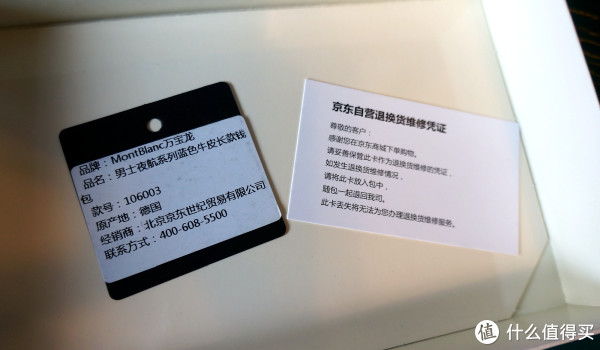 品牌：MontBlanc万宝龙
品名：男士夜航系列蓝色牛皮长款钱
包
款号：106003
原产地：德国
经销商：北京京东世纪贸易有限公司
联系方式：400-608-5500
京东自营退换货维修凭证
尊敬的客户：
感谢您在京东商城下单购物。
请妥善保管此卡作为退换货维修的凭证，
如发生退换货维修情况，
请将此卡放入包中，
随包一起退回我司。
此卡丢失将无法为您办理退换货维修服务。
值 什么值得买